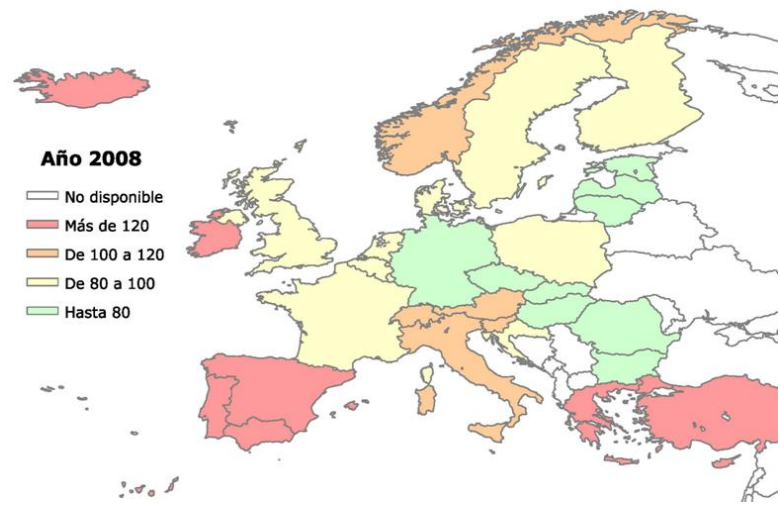 Año 2008
No disponible
Más de 120
De 100 a 120
De 80 a 100
Hasta 80